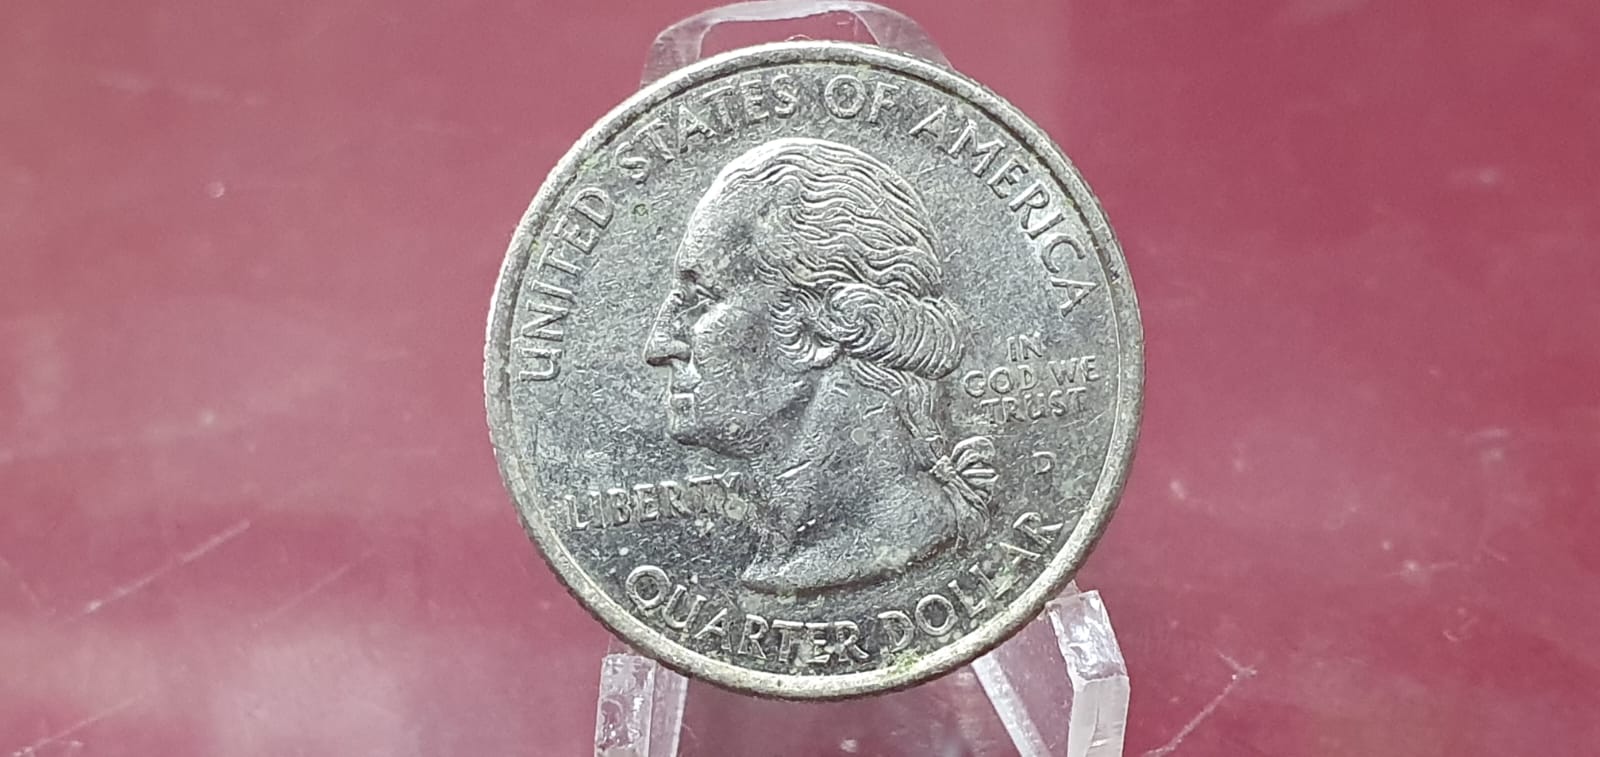 UNITED STATES OF AMERICA
IN
GOD WE
TRUST
LIBERTY
D
QUARTER DOLLAR